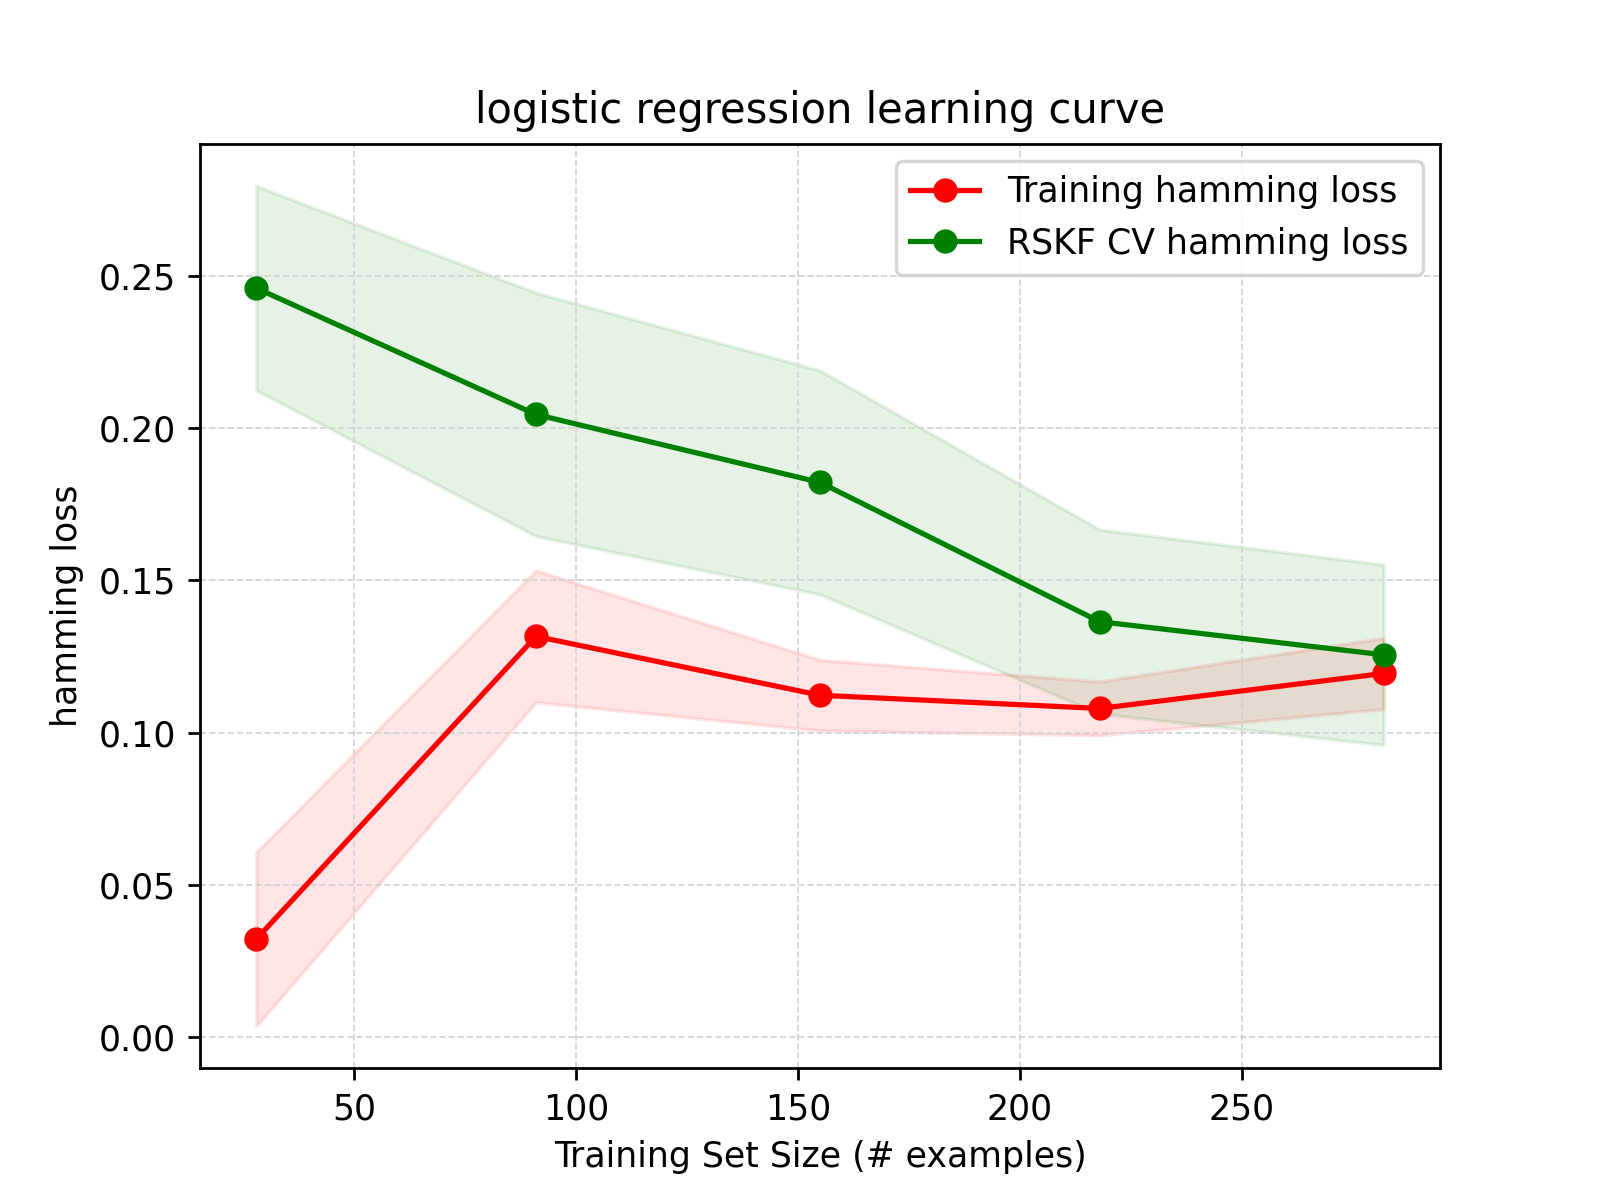 logistic regression learning curve
Training hamming loss
RSKF CV hamming loss
hamming loss
0.25
0.20
0.15
0.10
0.05
0.00
50
100
150
200
250
Training Set Size (# examples)